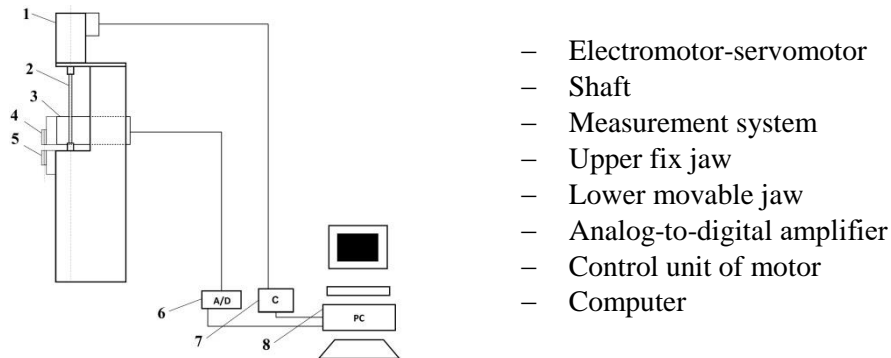 1
2
3
4
5
A/D
6
C
7
PC
8
– Electromotor-servomotor
– Shaft
– Measurement system
– Upper fix jaw
– Lower movable jaw
– Analog-to-digital amplifier
– Control unit of motor
– Computer